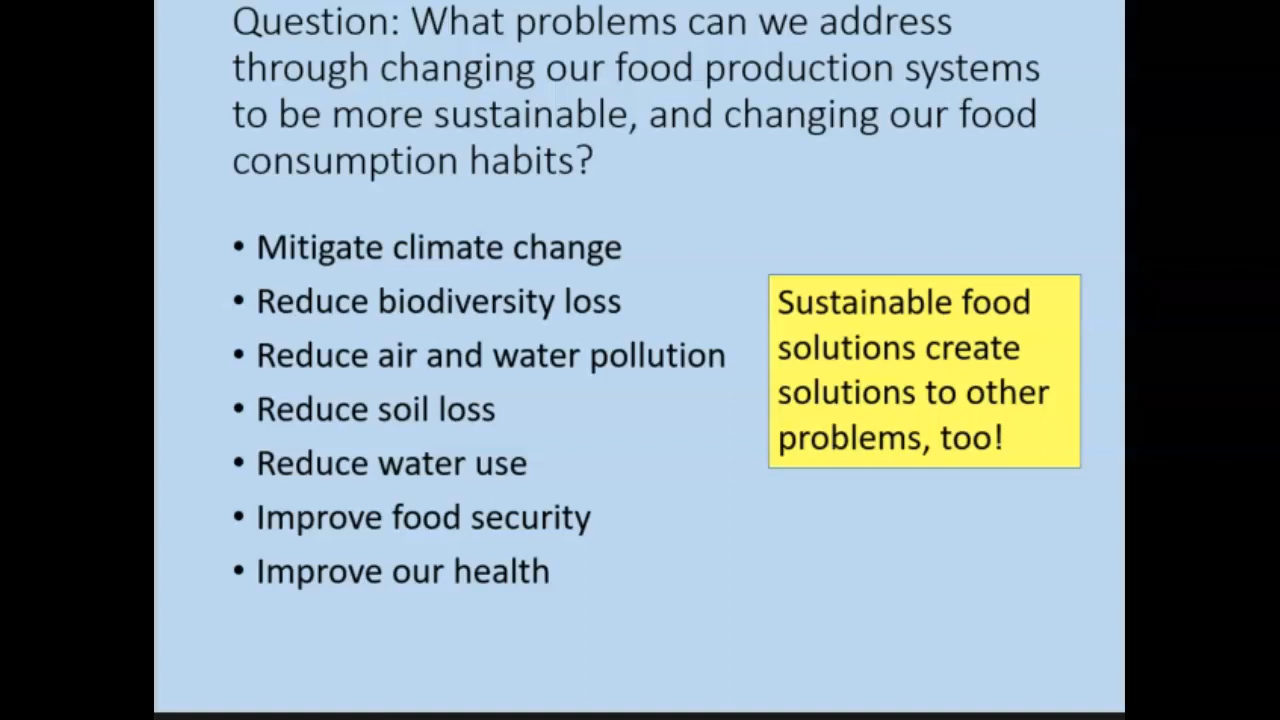 Question: What problems can we address
through changing our food production systems
to be more sustainable, and changing our food
consumption habits?
• Mitigate climate change
• Reduce biodiversity loss
• Reduce air and water pollution
• Reduce soil loss
• Reduce water use
• Improve food security
• Improve our health
Sustainable food
solutions create
solutions to other
problems, too!